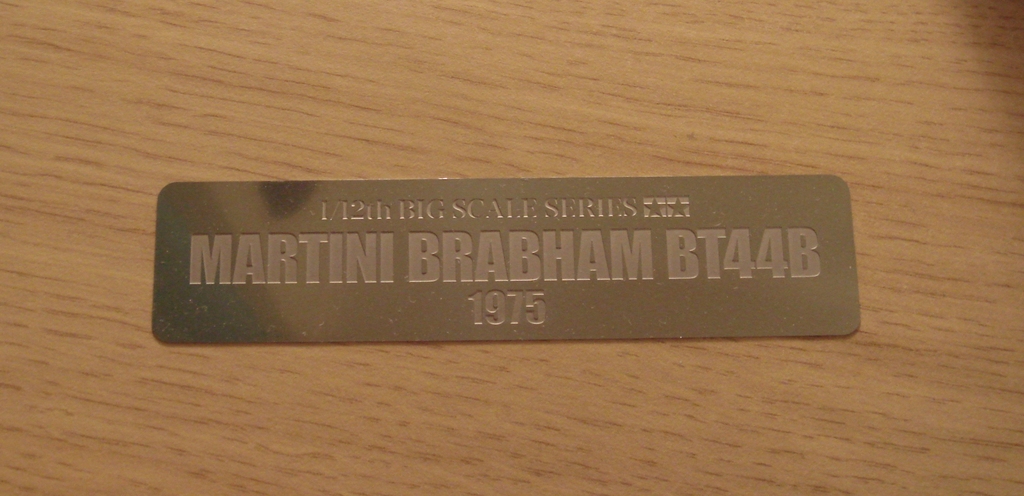 1/12th BIG SCALE SERIES
MARTINI BRABHAM BT44B
1975